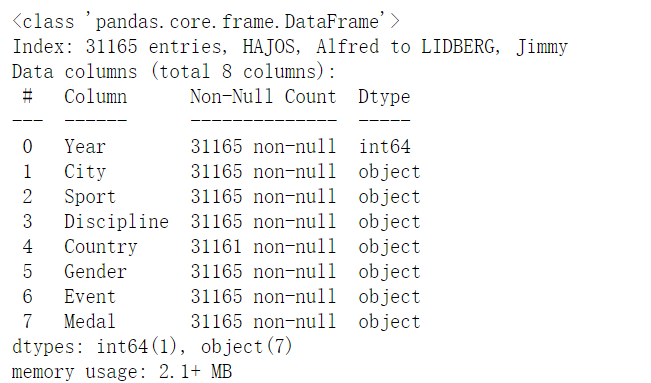 <class 'pandas.core.frame.DataFrame'>
Index: 31165 entries, HAJOS, Alfred to LIDBERG, Jimmy
Data columns (total 8 columns):
 #   Column      Non-Null Count  Dtype
---  ------      --------------  -----
 0   Year        31165 non-null  int64
 1   City        31165 non-null  object
 2   Sport       31165 non-null  object
 3   Discipline  31165 non-null  object
 4   Country     31161 non-null  object
 5   Gender      31165 non-null  object
 6   Event       31165 non-null  object
 7   Medal       31165 non-null  object
dtypes: int64(1), object(7)
memory usage: 2.1+ MB